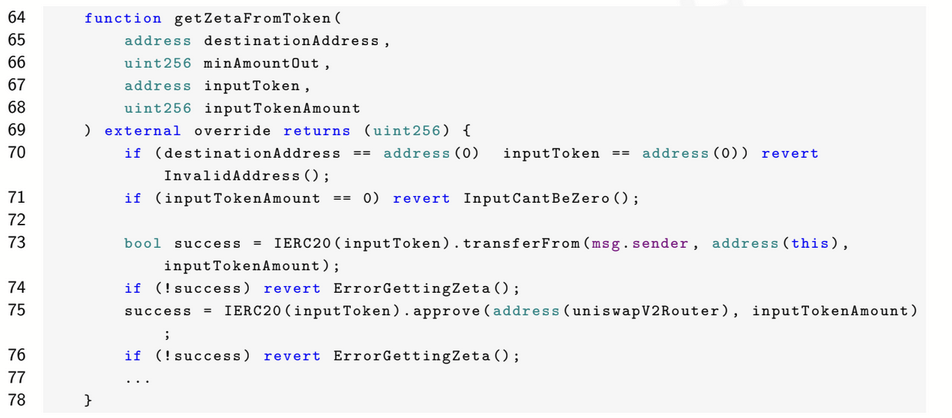 64 function getZetaFromToken(
65 address destinationAddress,
66 uint256 minAmountOut,
67 address inputToken,
68 uint256 inputTokenAmount
69 ) external override returns (uint256) {
70 if (destinationAddress == address(0)  inputToken == address(0)) revert
InvalidAddress();
71 if (inputTokenAmount == 0) revert InputCantBeZero();
72
73 bool success = IERC20(inputToken).transferFrom(msg.sender, address(this),
inputTokenAmount);
74 if (!success) revert ErrorGettingZeta();
75 success = IERC20(inputToken).approve(address(uniswapV2Router), inputTokenAmount)
;
76 if (!success) revert ErrorGettingZeta();
77 ...
78 }